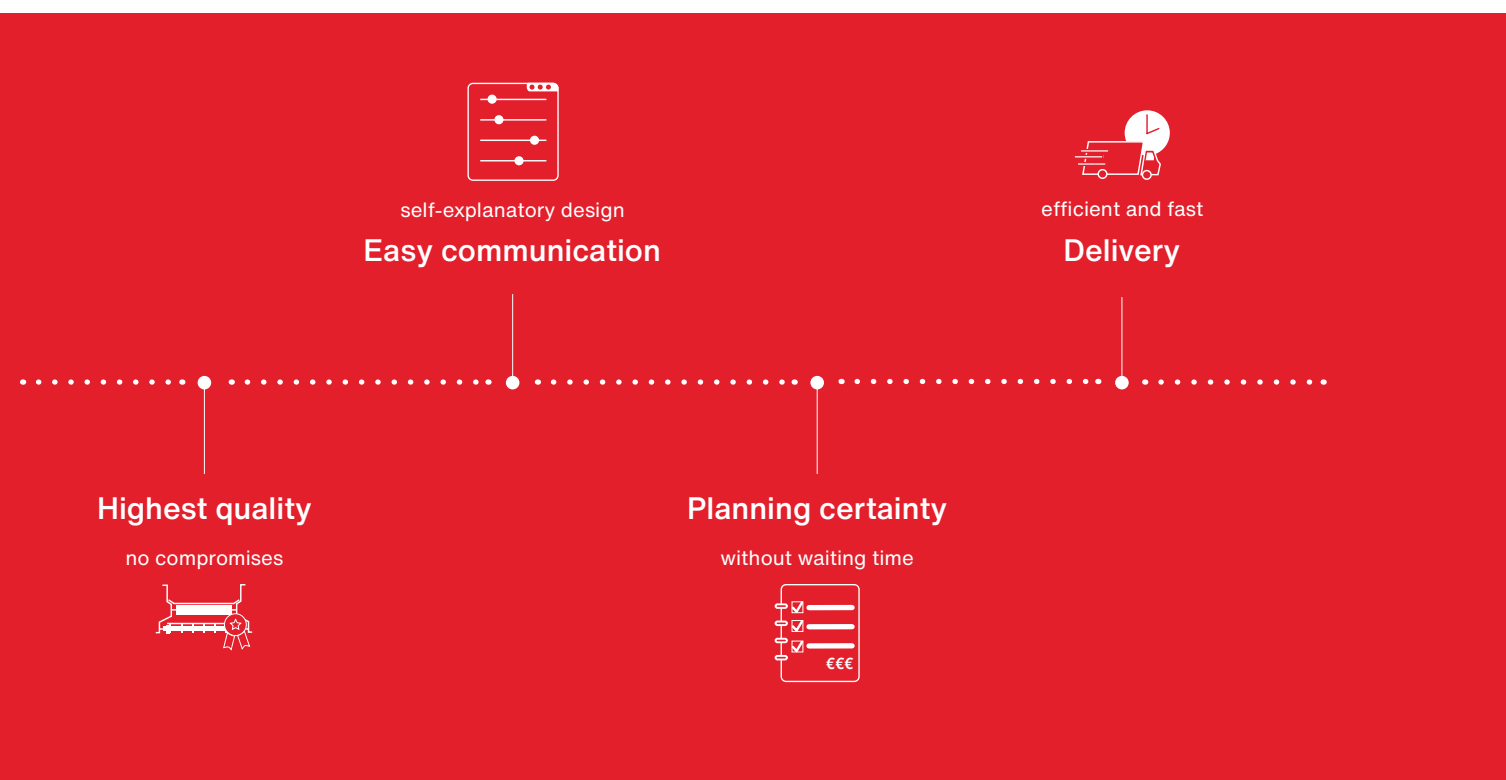 self-explanatory design
Easy communication
efficient and fast
Delivery
Highest quality
no compromises
Planning certainty
without waiting time
€€€